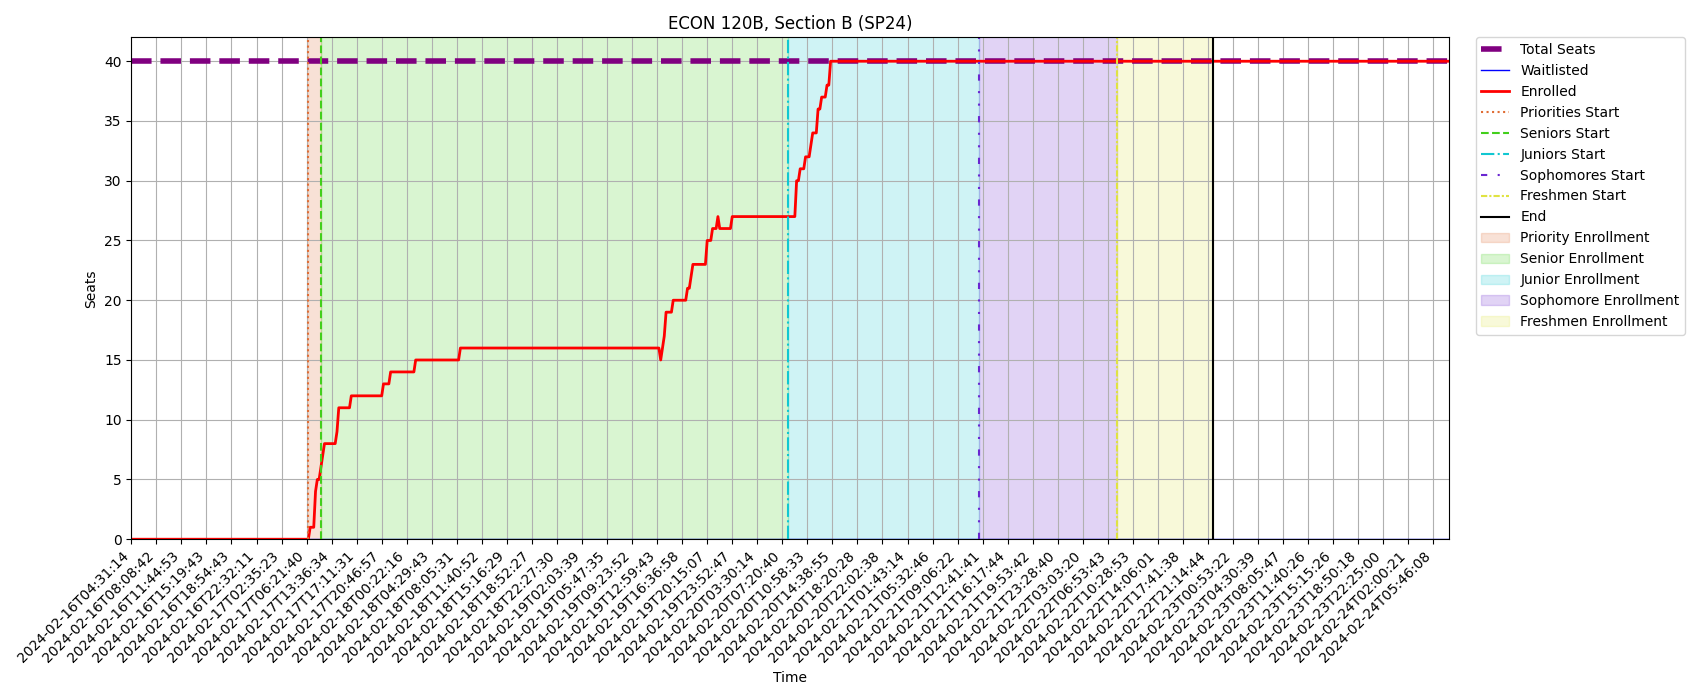 ECON 120B, Section B (SP24)
Seats
40
35
30
25
20
15
10
5
0
2024-02-16T04:31:14
2024-02-16T08:08:42
2024-02-16T11:44:53
2024-02-16T15:19:43
2024-02-16T18:54:43
2024-02-16T22:32:11
2024-02-17T02:35:23
2024-02-17T06:21:40
2024-02-17T13:36:34
2024-02-17T17:11:31
2024-02-17T20:46:57
2024-02-18T00:22:16
2024-02-18T04:29:43
2024-02-18T08:05:31
2024-02-18T11:40:52
2024-02-18T15:16:29
2024-02-18T18:52:27
2024-02-18T22:27:30
2024-02-19T02:03:39
2024-02-19T05:47:35
2024-02-19T09:23:52
2024-02-19T12:59:43
2024-02-19T16:36:58
2024-02-19T20:15:07
2024-02-19T23:52:47
2024-02-20T03:30:14
2024-02-20T07:20:40
2024-02-20T10:58:33
2024-02-20T14:38:55
2024-02-20T18:20:28
2024-02-20T22:02:38
2024-02-21T01:43:14
2024-02-21T05:32:46
2024-02-21T09:06:22
2024-02-21T12:41:41
2024-02-21T16:17:44
2024-02-21T19:53:42
2024-02-21T23:28:40
2024-02-22T03:03:20
2024-02-22T06:53:43
2024-02-22T10:28:53
2024-02-22T14:06:01
2024-02-22T17:41:38
2024-02-22T21:14:44
2024-02-23T00:53:22
2024-02-23T04:30:39
2024-02-23T08:05:47
2024-02-23T11:40:26
2024-02-23T15:15:26
2024-02-23T18:50:18
2024-02-23T22:25:00
2024-02-24T02:00:21
2024-02-24T05:46:08
Time
Total Seats
Waitlisted
Enrolled
Priorities Start
Seniors Start
Juniors Start
Sophomores Start
Freshmen Start
End
Priority Enrollment
Senior Enrollment
Junior Enrollment
Sophomore Enrollment
Freshmen Enrollment